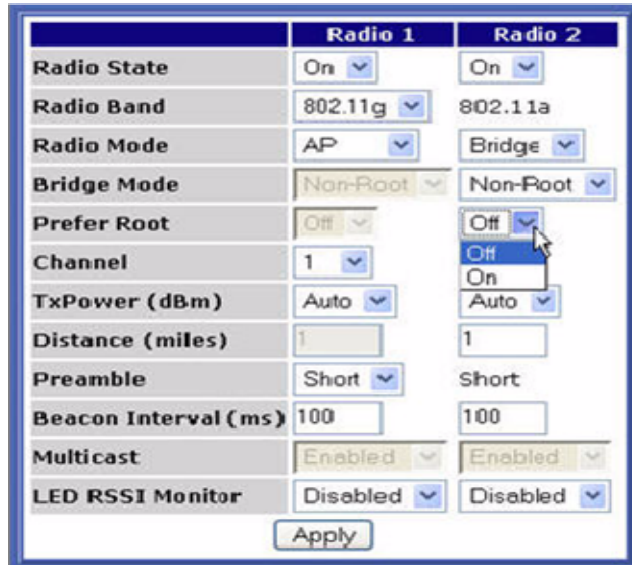 Radio 1 Radio 2
Radio State On On
Radio Band 802.11g 802.11a
Radio Mode AP Bridge
Bridge Mode Non-Root Non-Root
Prefer Root Off Off
Off
Channel 1
On
TxPower (dBm) Auto Auto
Distance (miles) 1 1
Preamble Short Short
Beacon Interval (ms) 100 100
Multicast Enabled Enabled
LED RSSI Monitor Disabled Disabled
Apply